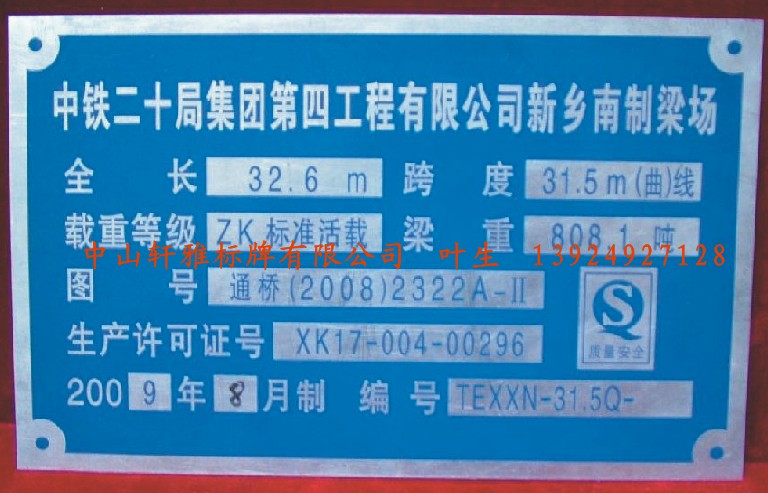 中铁二十局集团第四工程有限公司新乡南制梁场
全 长 32.6 m 跨 度 31.5m(曲)线
载重等级 ZK 标准活载 梁 重 808.1 吨
中山轩雅标牌有限公司 叶生 13924927128
图 号 通桥(2008)2322A-II
生产许可证号 XK17-004-00296
质量安全
2009年8月制 编号 TEXXN-31.5Q-